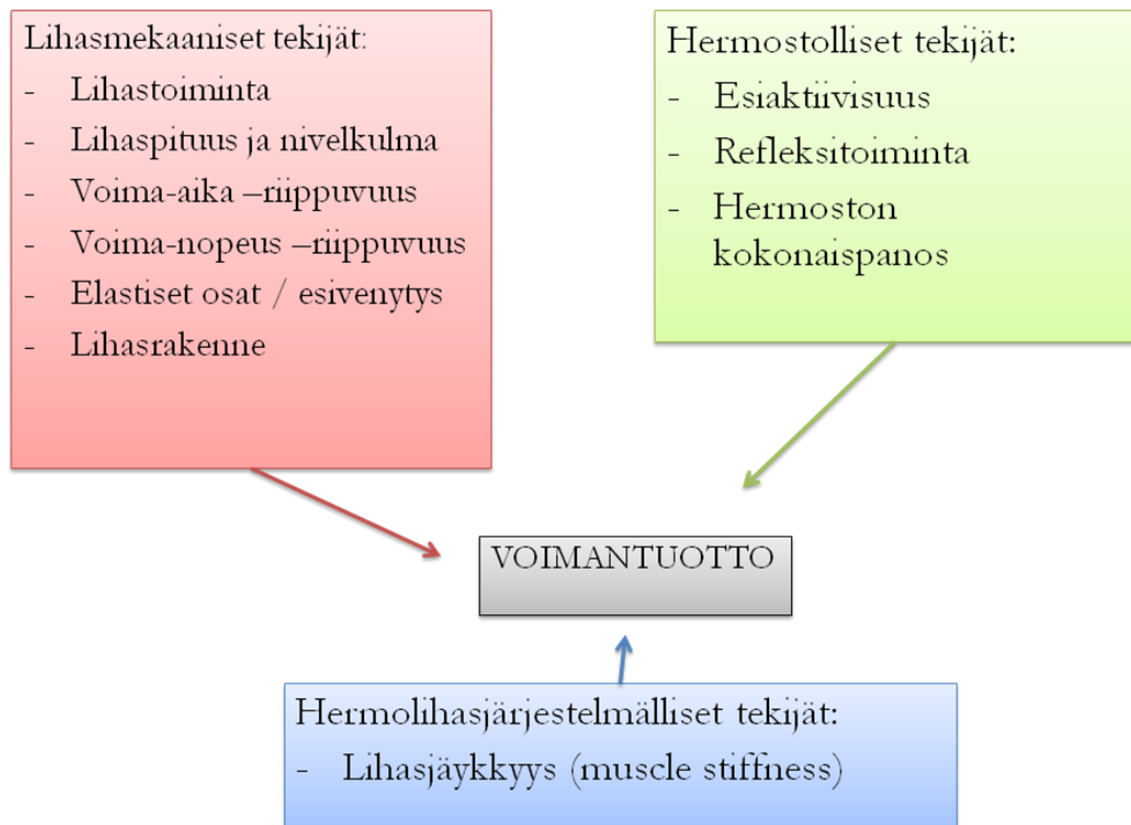 Lihasmekaaniset tekijät:
- Lihastoiminta
- Lihaspituus ja nivelkulma
- Voima-aika –riippuvuus
- Voima-nopeus –riippuvuus
- Elastiset osat / esivenytys
- Lihasrakenne
Hermostolliset tekijät:
- Esiaktiivisuus
- Refleksitoiminta
- Hermoston
kokonaispanos
VOIMANTUOTTO
Hermolihasjärjestelmälliset tekijät:
- Lihasjäykkyys (muscle stiffness)